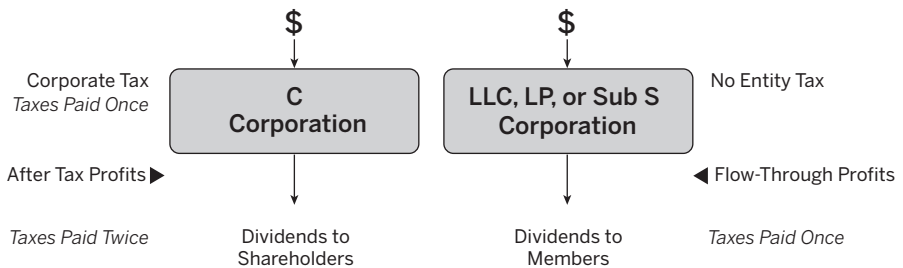 $
$
Corporate Tax
Taxes Paid Once
C
Corporation
LLC, LP, or Sub S
Corporation
No Entity Tax
After Tax Profits
Flow-Through Profits
Taxes Paid Twice
Dividends to
Shareholders
Dividends to
Members
Taxes Paid Once